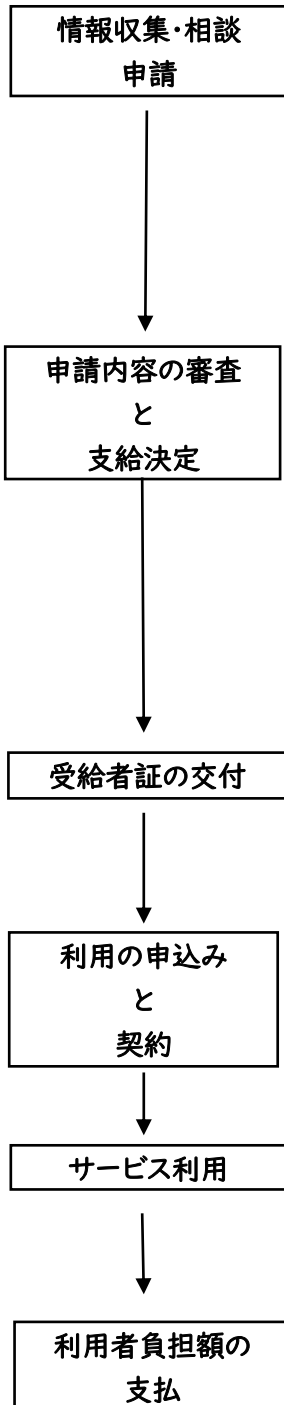 情報収集・相談
申請
申請内容の審査
と
支給決定
受給者証の交付
利用の申込み
と
契約
サービス利用
利用者負担額の
支払